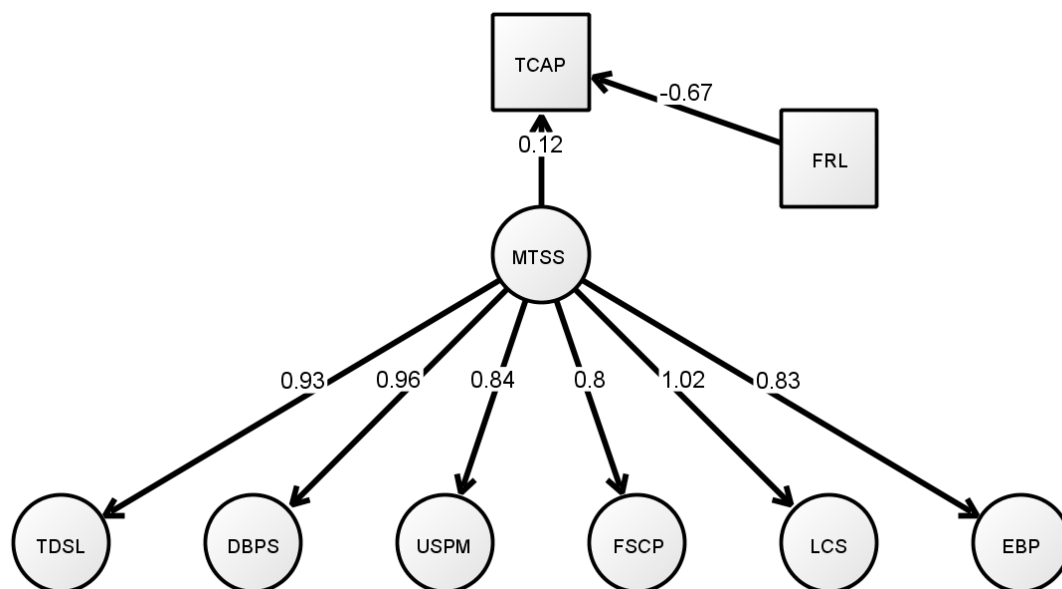 TCAP
-0.67
0.12
FRL
MTSS
0.93
0.96
0.84
0.8
1.02
0.83
TDSL
DBPS
USPM
FSCP
LCS
EBP